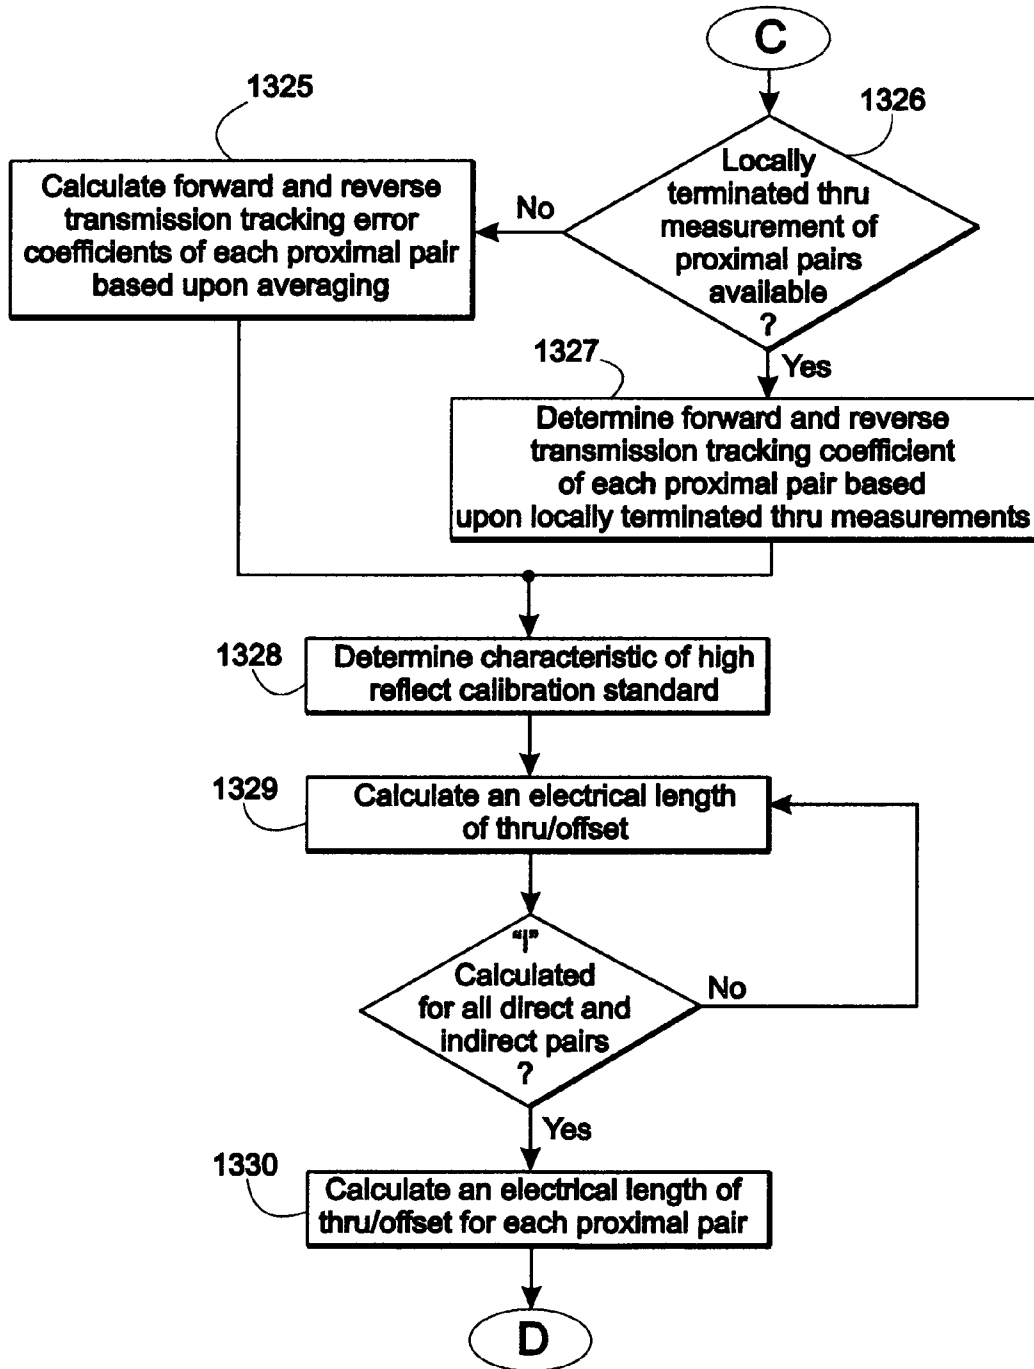 C
1325
1326
Calculate forward and reverse
transmission tracking error
coefficients of each proximal pair
based upon averaging
No
Locally
terminated thru
measurement of
proximal pairs
available
?
1327
Yes
Determine forward and reverse
transmission tracking coefficient
of each proximal pair based
upon locally terminated thru measurements
1328
Determine characteristic of high
reflect calibration standard
1329
Calculate an electrical length
of thru/offset
"l"
Calculated
for all direct and
indirect pairs
?
No
Yes
1330
Calculate an electrical length of
thru/offset for each proximal pair
D